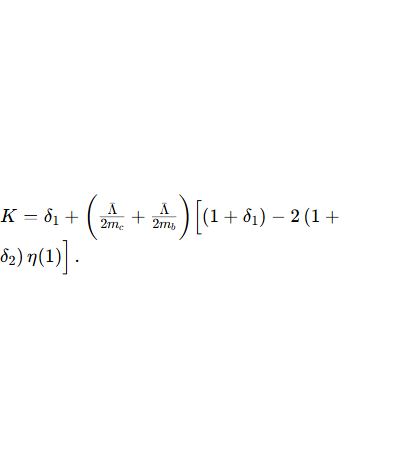 K = δ₁ + ( Λ̄/2m_c + Λ̄/2m_b ) [ (1 + δ₁) − 2 (1 +
δ₂) η(1) ] .